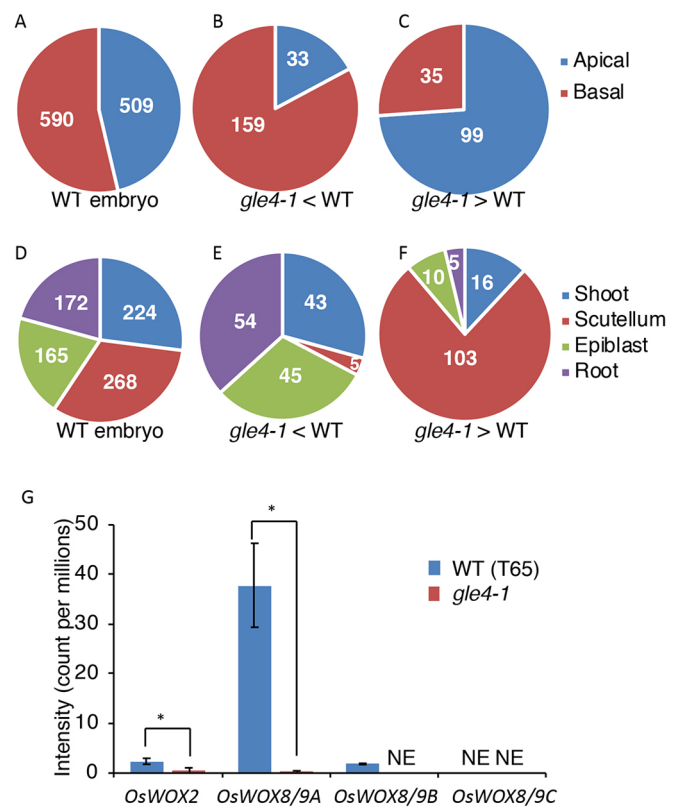 A
B
C
33
509
590
159
35
99
Apical
Basal
WT embryo
gle4-1 < WT
gle4-1 > WT
D
E
F
172
224
165
268
43
54
5
45
10
5
16
103
Shoot
Scutellum
Epiblast
Root
WT embryo
gle4-1 < WT
gle4-1 > WT
G
Intensity (count per millions)
50
40
30
20
10
0
*
*
WT (T65)
gle4-1
NE
NE NE
OsWOX2
OsWOX8/9A
OsWOX8/9B
OsWOX8/9C